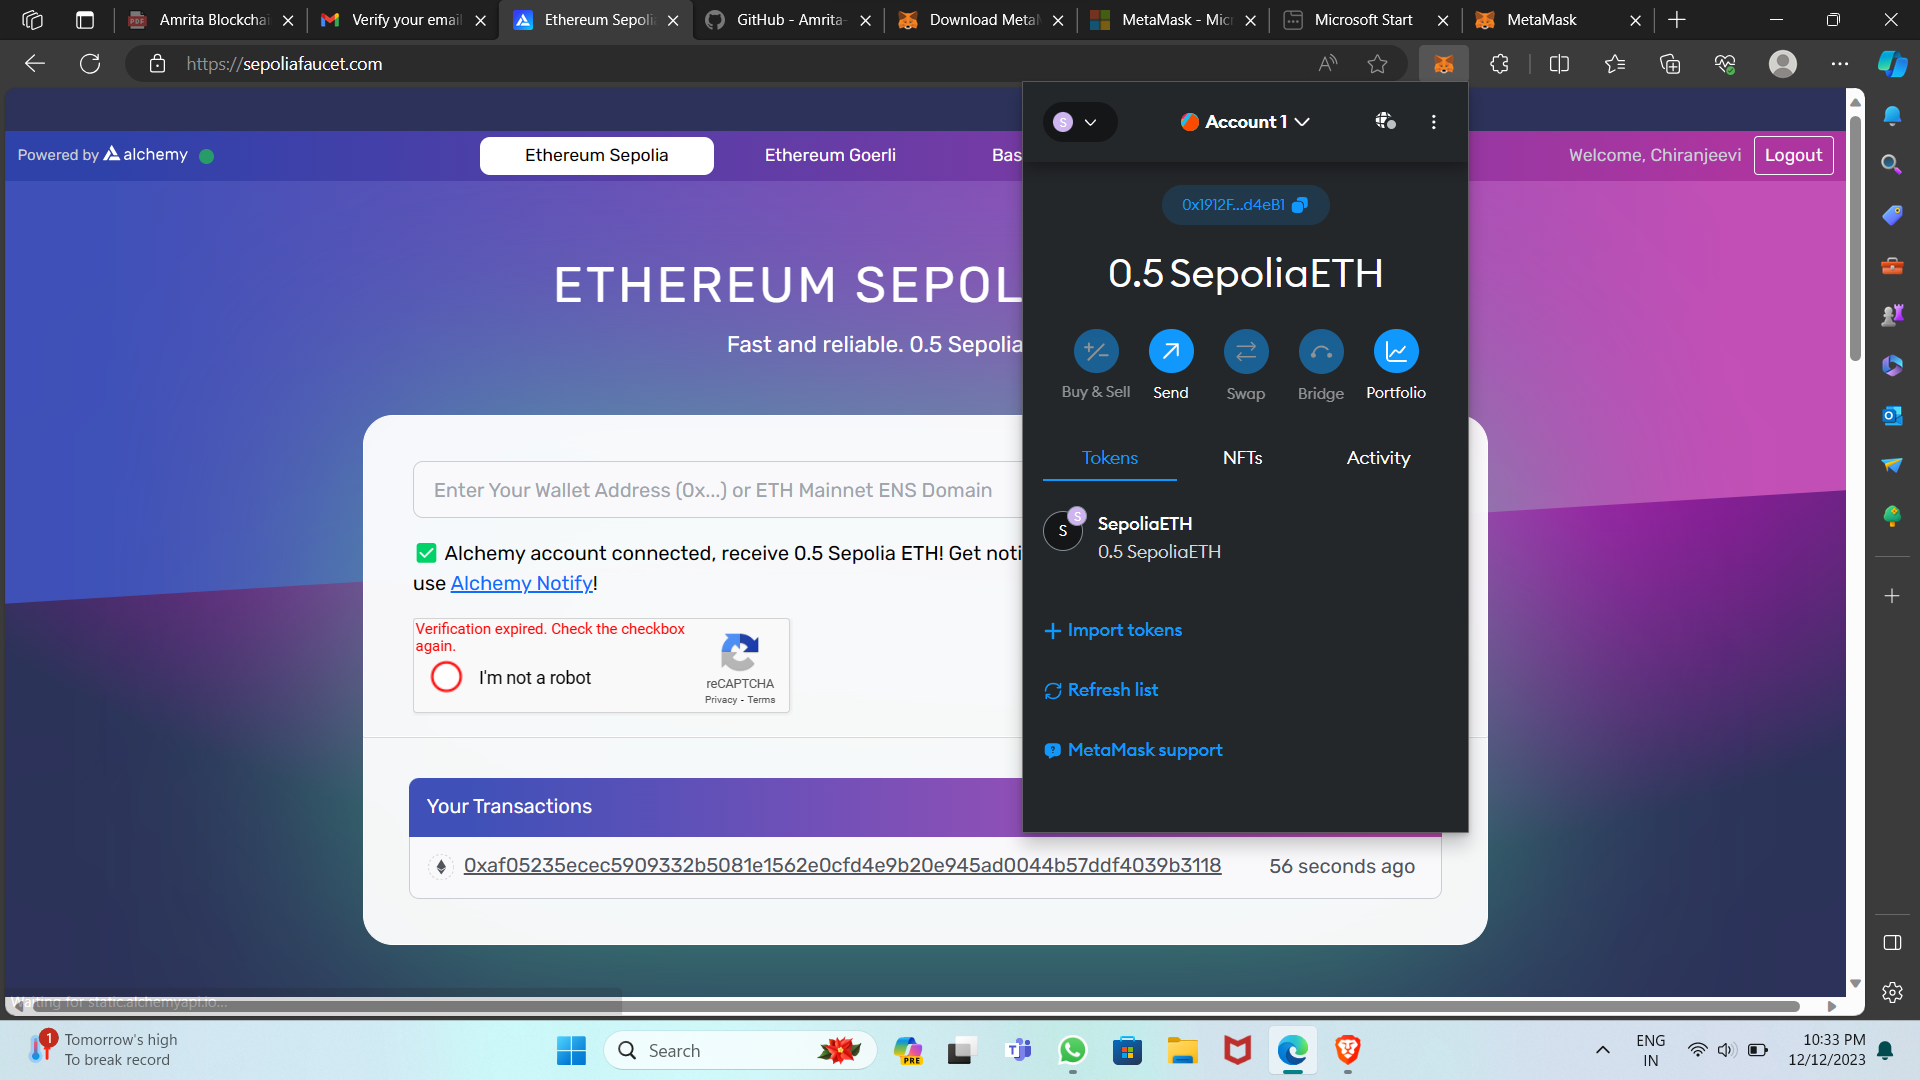 Amrita Blockchai
Verify your email
Ethereum Sepoli
GitHub - Amrita-
Download MetaM
MetaMask - Micr
Microsoft Start
MetaMask
https://sepoliafaucet.com
Powered by alchemy
Ethereum Sepolia
Ethereum Goerli
Bas
Welcome, Chiranjeevi
Logout
S
Account 1
0x1912F...d4eB1
0.5 SepoliaETH
Buy & Sell
Send
Swap
Bridge
Portfolio
Tokens
NFTs
Activity
S
S
SepoliaETH
0.5 SepoliaETH
+ Import tokens
Refresh list
MetaMask support
ETHEREUM SEPOL
Fast and reliable. 0.5 Sepolia
Enter Your Wallet Address (0x...) or ETH Mainnet ENS Domain
Alchemy account connected, receive 0.5 Sepolia ETH! Get noti
use Alchemy Notify!
Verification expired. Check the checkbox
again.
I'm not a robot
reCAPTCHA
Privacy - Terms
Your Transactions
0xaf05235ecec5909332b5081e1562e0cfd4e9b20e945ad0044b57ddf4039b3118
56 seconds ago
Waiting for static.alchemyapi.io...
1
Tomorrow's high
To break record
Search
PRE
ENG
IN
10:33 PM
12/12/2023